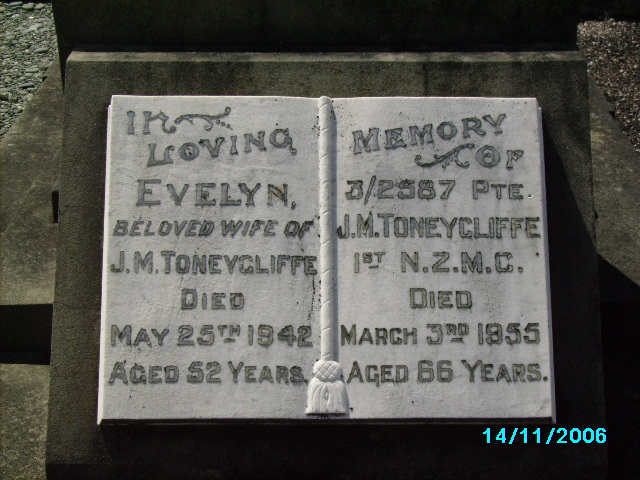 In
Loving
Evelyn,
Beloved wife of
J.M. Toneycliffe
Died
May 25th 1942
Aged 52 Years.
Memory
of
3/2587 Pte
J.M. Toneycliffe
1st N.Z.M.C.
Died
March 3rd 1955
Aged 66 Years.
14/11/2006